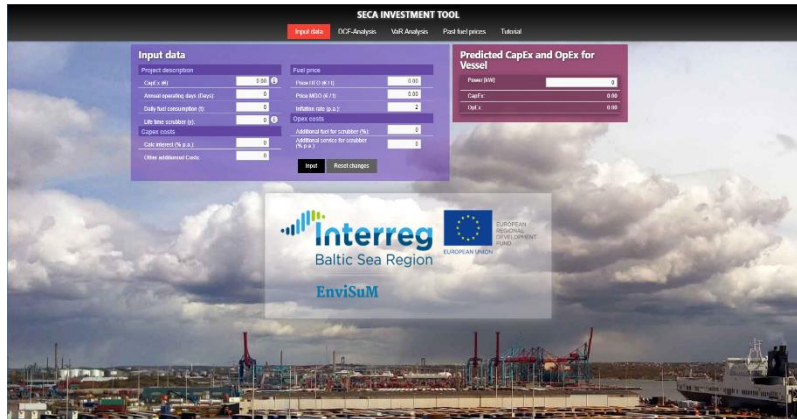 SECA INVESTMENT TOOL
Input data DCF-Analysis VaR Analysis Past fuel prices Tutorial
Input data
Project description
CapEx (€) 0.00
Annual operating days (Days) 0
Daily fuel consumption (t) 0
Life time scrubber (y) 0
Capex costs
Calc interest (% p.a.) 0
Other additional Costs 0
Fuel price
Price HFO (€ / t) 0.00
Price MGO (€ / t) 0.00
Inflation rate (p. a.) 2
Opex costs
Additional fuel for scrubber (%) 0
Additional service for scrubber
(% p.a.) 0
Input Reset changes
Predicted CapEx and OpEx for
Vessel
Power [kW] 0
CapEx: 0.00
OpEx: 0.00
Interreg
Baltic Sea Region
EUROPEAN UNION
EUROPEAN
REGIONAL
DEVELOPMENT
FUND
EnviSuM